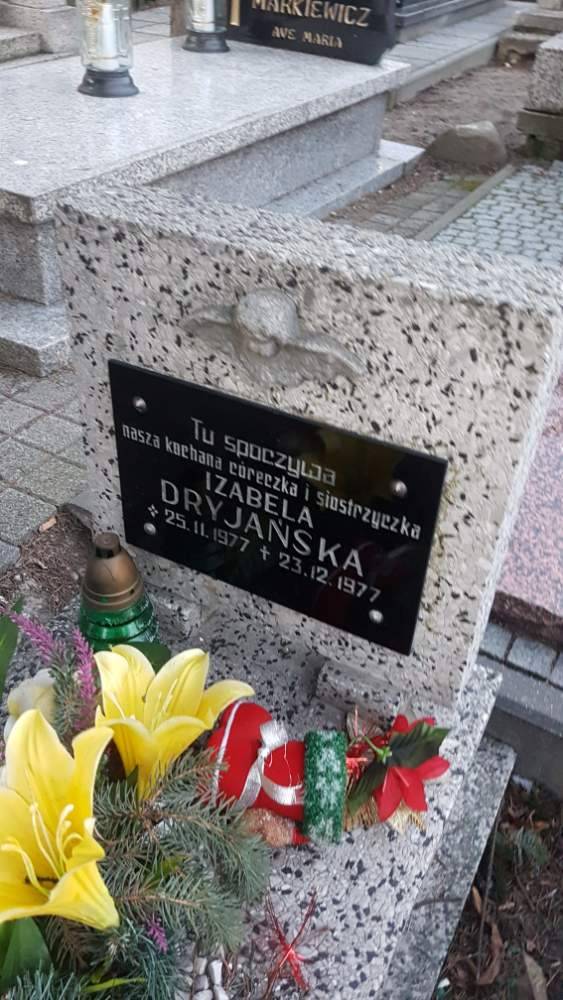 MARKIEWICZ
AVE MARIA
Tu spoczywa
nasza kochana córeczka i siostrzyczka
IZABELA
DRYJAŃSKA
25.11.1977 + 23.12.1977